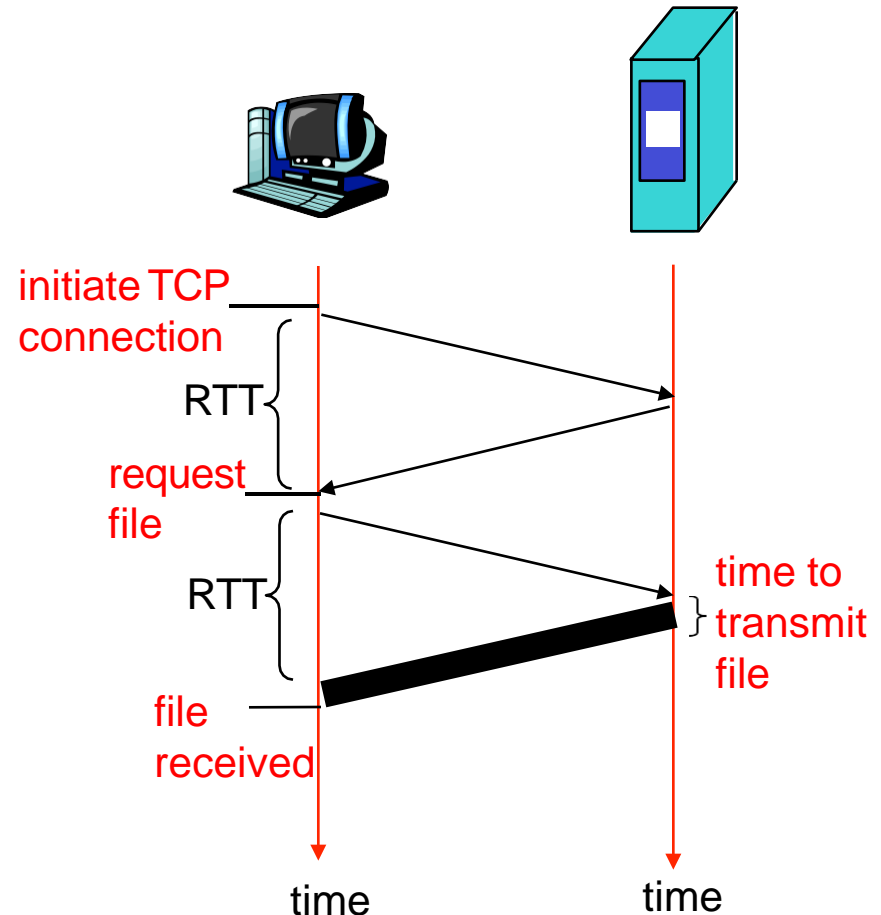 initiate TCP
connection
RTT
request
file
RTT
time to
transmit
file
file
received
time
time